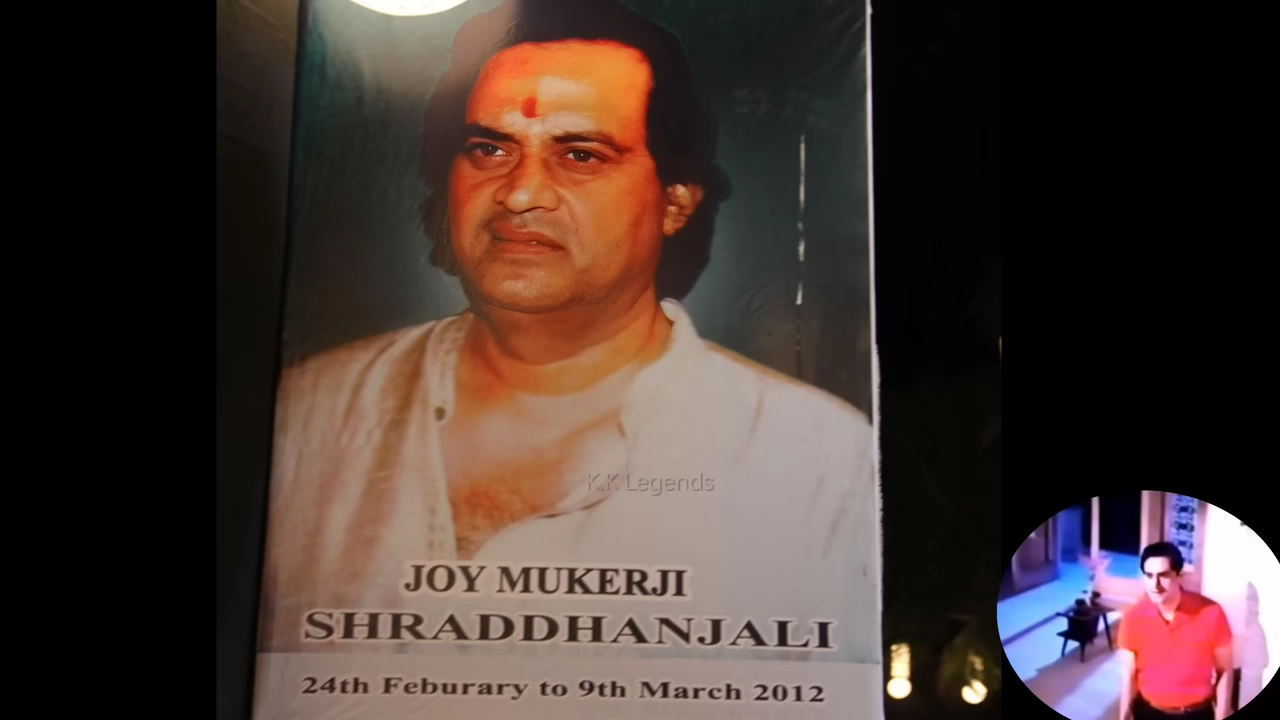 K.K Legends
JOY MUKERJI
SHRADDHANJALI
24th Feburary to 9th March 2012